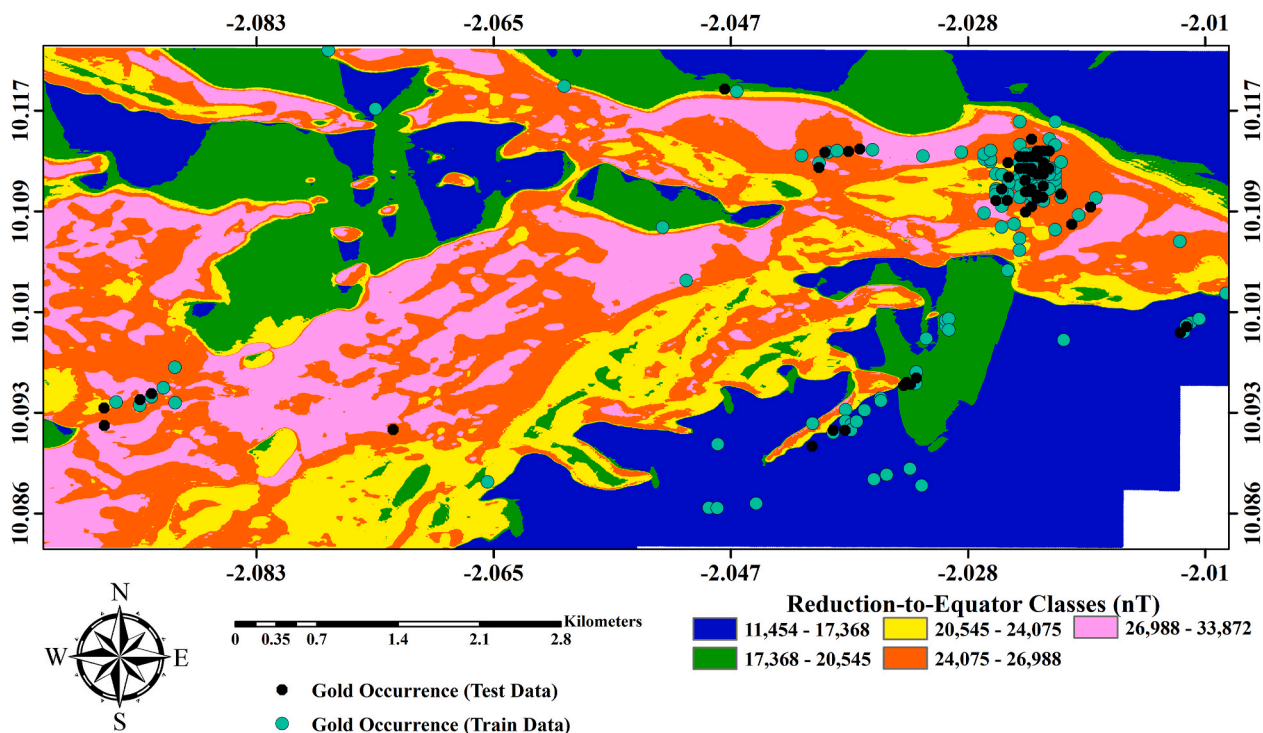 -2.083 -2.065 -2.047 -2.028 -2.01
10.117 10.117
10.109 10.109
10.101 10.101
10.093 10.093
10.086 10.086
-2.083 -2.065 -2.047 -2.028 -2.01
N
W E
S
Kilometers
0 0.35 0.7 1.4 2.1 2.8
Gold Occurrence (Test Data)
Gold Occurrence (Train Data)
Reduction-to-Equator Classes (nT)
11,454 - 17,368 20,545 - 24,075 26,988 - 33,872
17,368 - 20,545 24,075 - 26,988